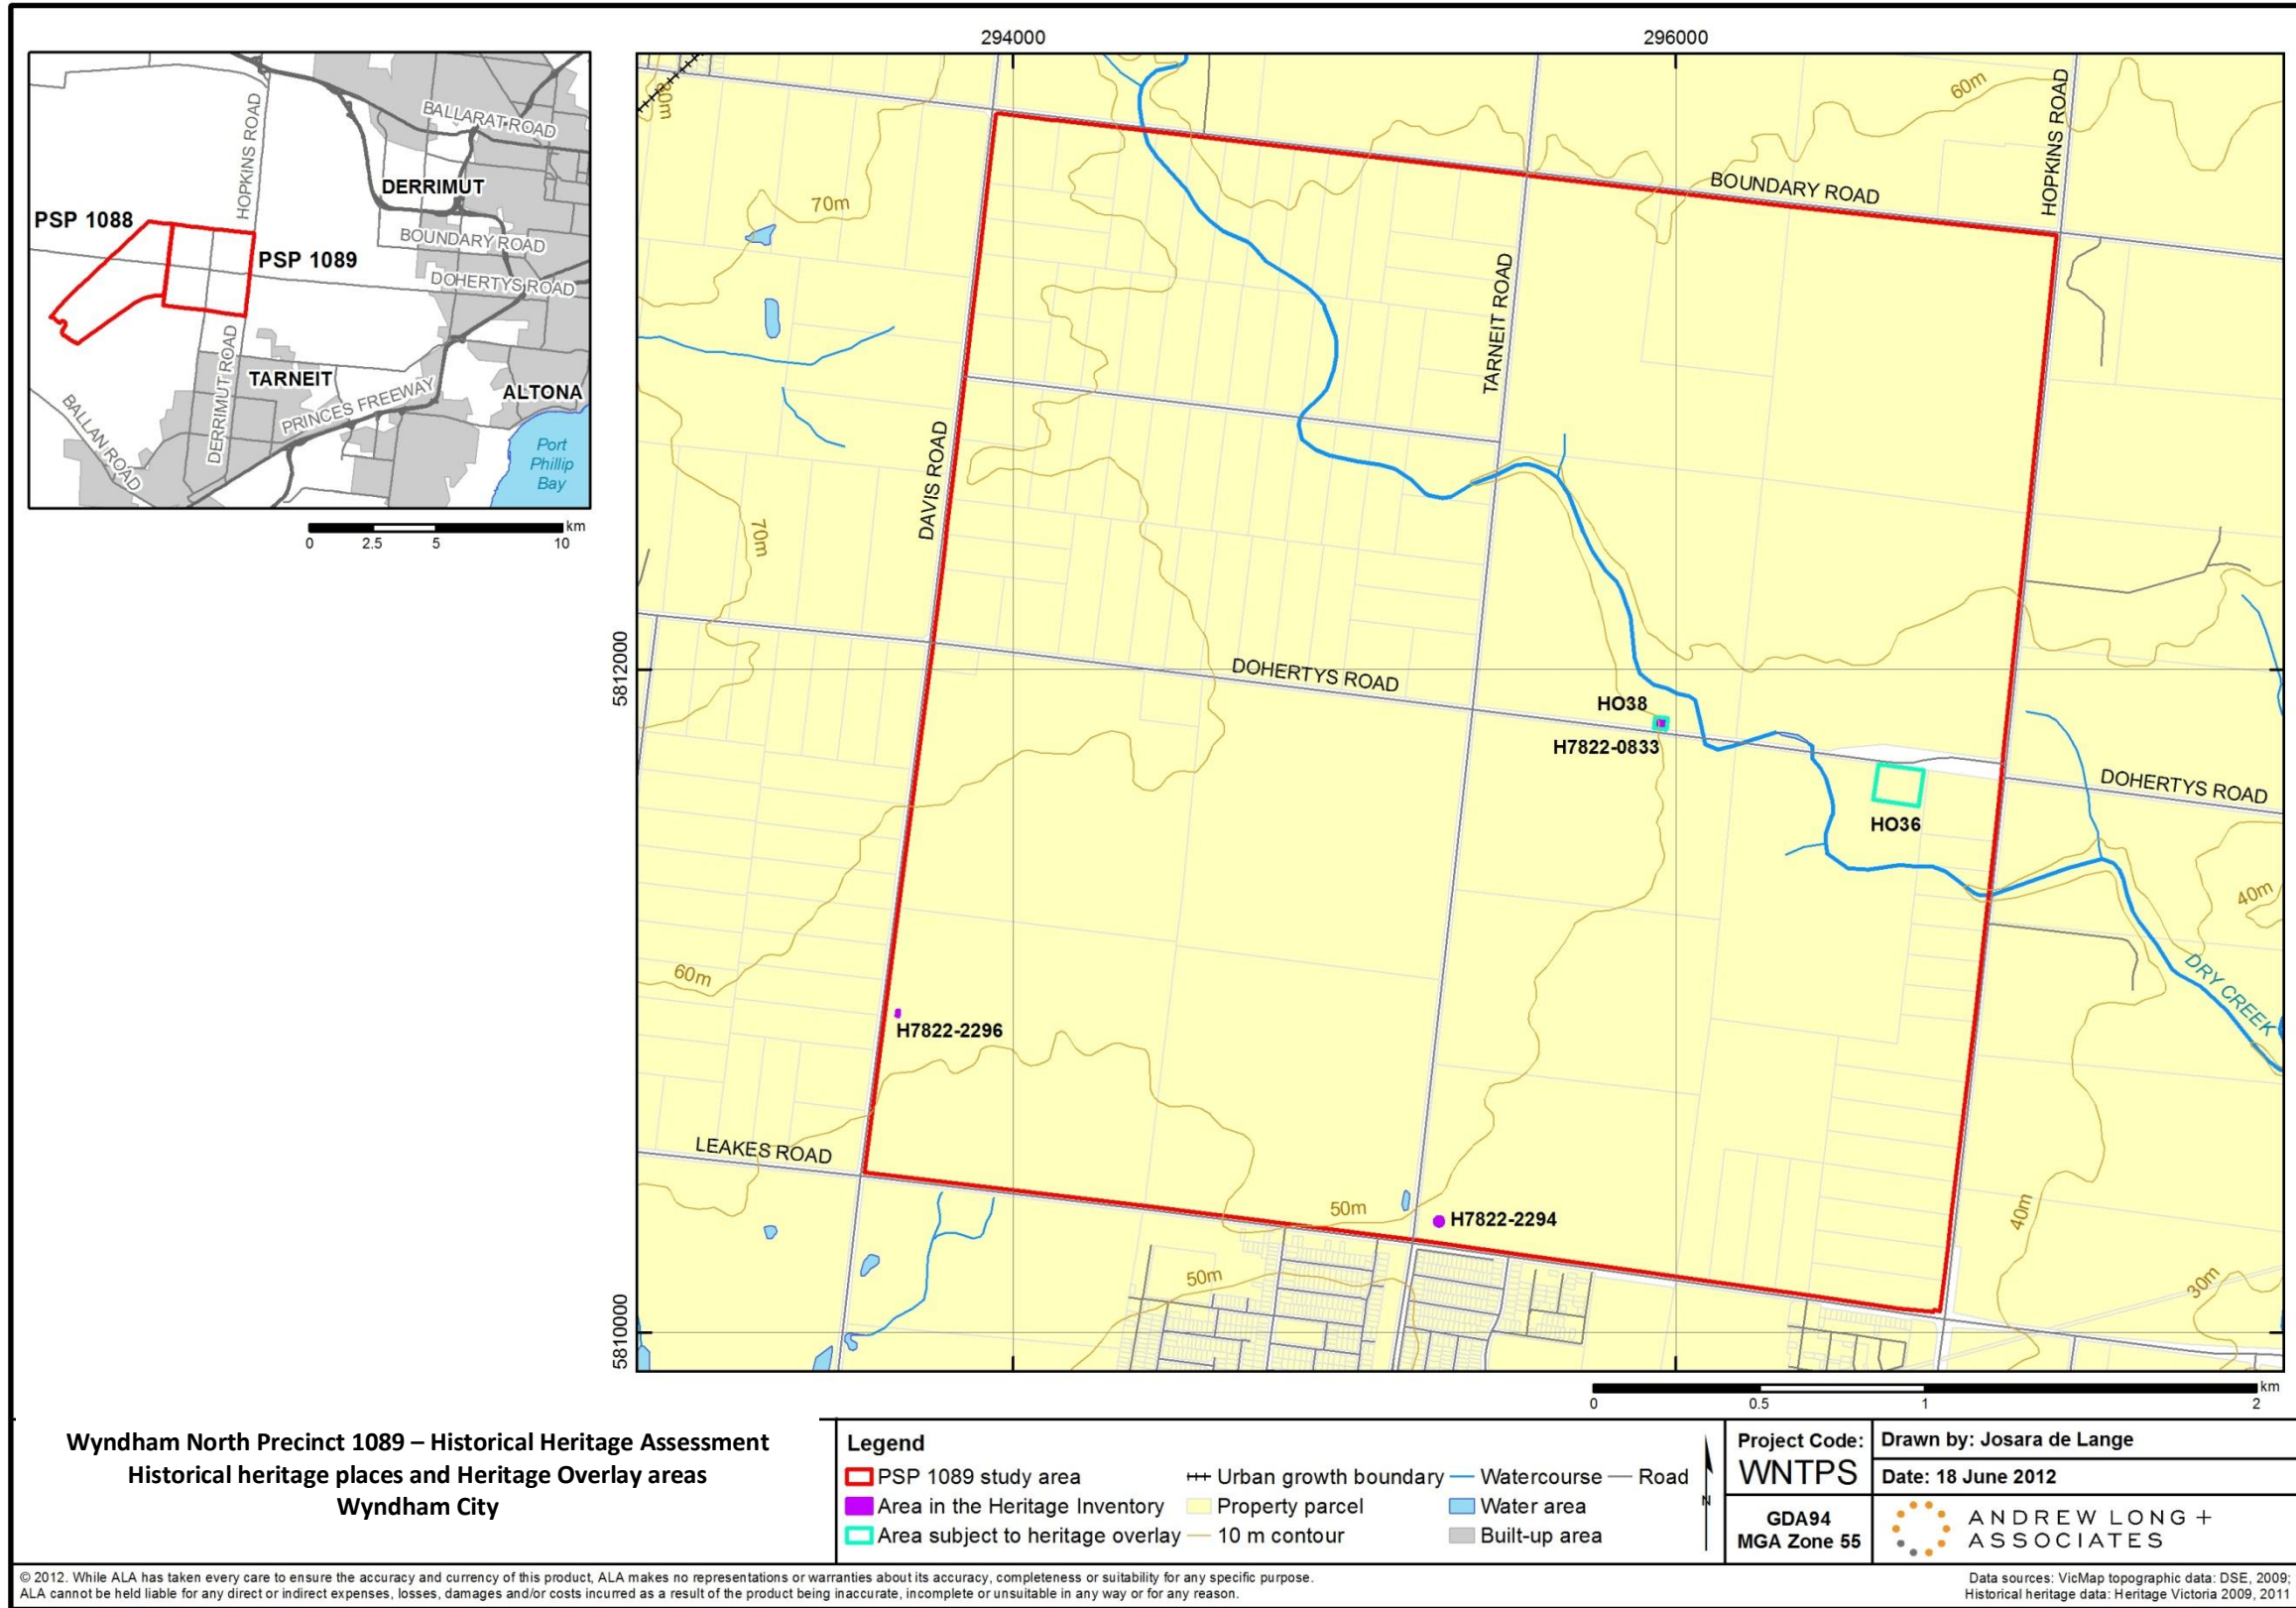 294000
296000
BALLARAT ROAD
HOPKINS ROAD
DERRIMUT
PSP 1088
BOUNDARY ROAD
PSP 1089
DOHERTYS ROAD
DERRIMUT ROAD
TARNEIT
ALTONA
PRINCES FREEWAY
BALLAN ROAD
Port
Phillip
Bay
km
0 2.5 5 10
60m
HOPKINS ROAD
BOUNDARY ROAD
70m
TARNEIT ROAD
DAVIS ROAD
70m
5812000
DOHERTYS ROAD
HO38
H7822-0833
DOHERTYS ROAD
HO36
40m
60m
DRY CREEK
H7822-2296
LEAKES ROAD
50m
H7822-2294
40m
50m
30m
5810000
km
0 0.5 1 2
Wyndham North Precinct 1089 – Historical Heritage Assessment
Historical heritage places and Heritage Overlay areas
Wyndham City
Legend
PSP 1089 study area
Area in the Heritage Inventory
Area subject to heritage overlay
Urban growth boundary
Property parcel
10 m contour
Watercourse
Water area
Built-up area
Road
N
Project Code:
WNTPS
GDA94
MGA Zone 55
Drawn by: Josara de Lange
Date: 18 June 2012
ANDREW LONG +
ASSOCIATES
© 2012. While ALA has taken every care to ensure the accuracy and currency of this product, ALA makes no representations or warranties about its accuracy, completeness or suitability for any specific purpose.
ALA cannot be held liable for any direct or indirect expenses, losses, damages and/or costs incurred as a result of the product being inaccurate, incomplete or unsuitable in any way or for any reason.
Data sources: VicMap topographic data: DSE, 2009;
Historical heritage data: Heritage Victoria 2009, 2011